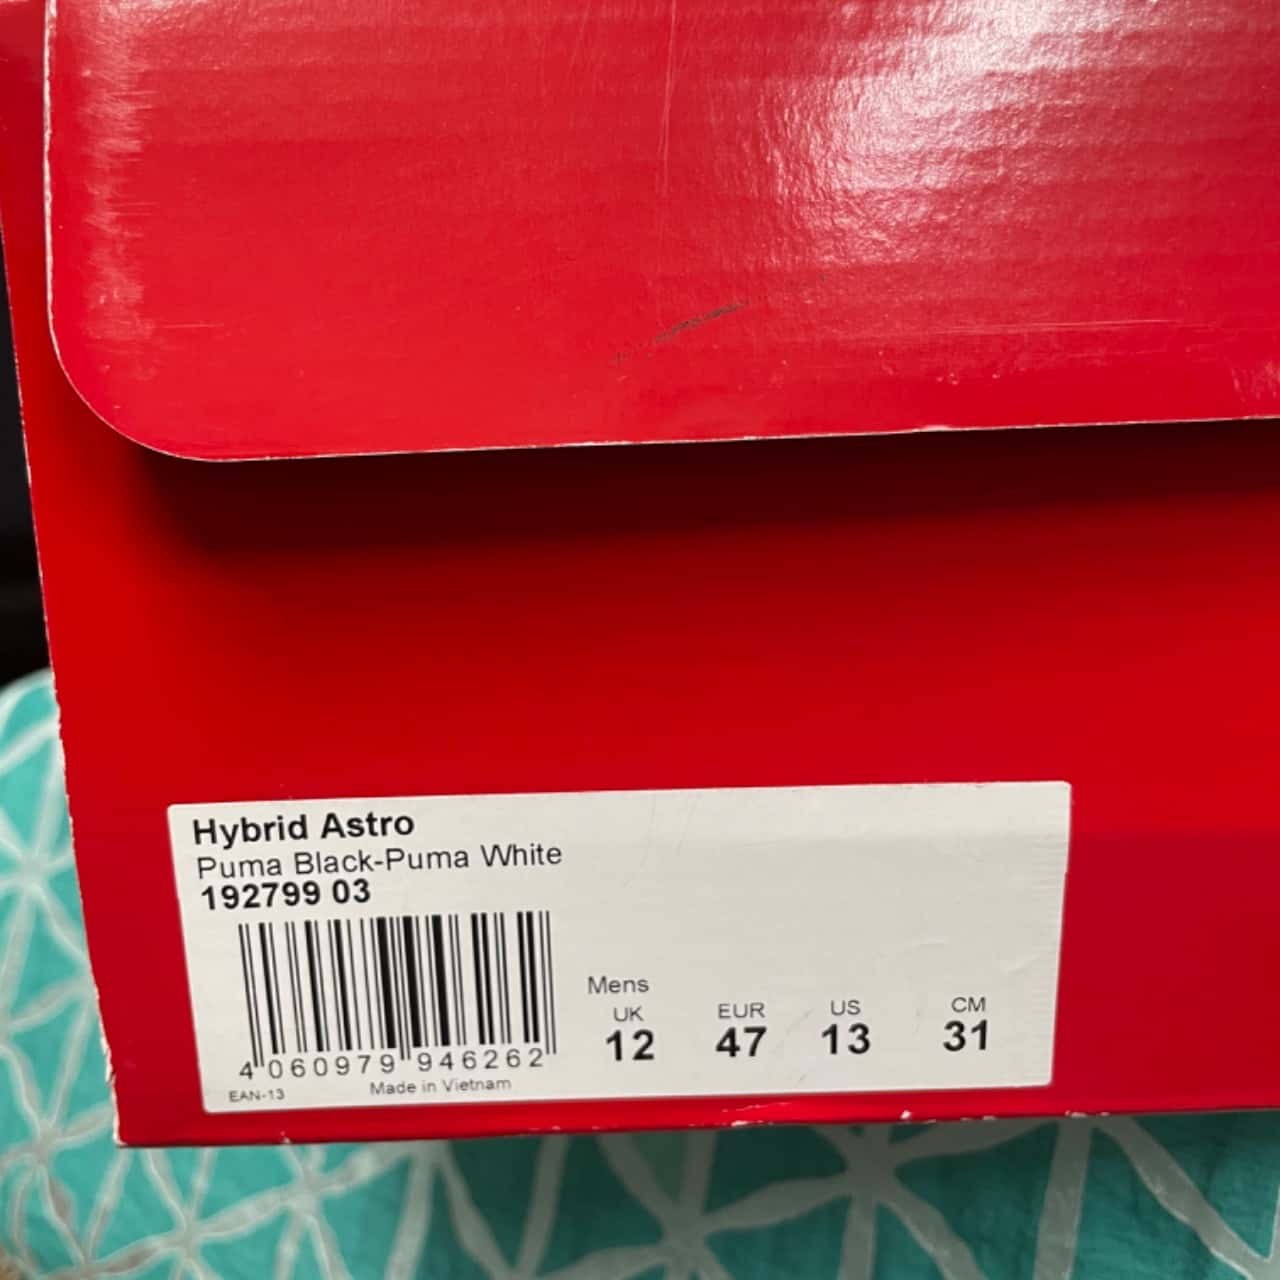 Hybrid Astro
Puma Black-Puma White
192799 03
Mens
UK EUR US CM
12 47 13 31
4 060979 946262
EAN-13 Made in Vietnam